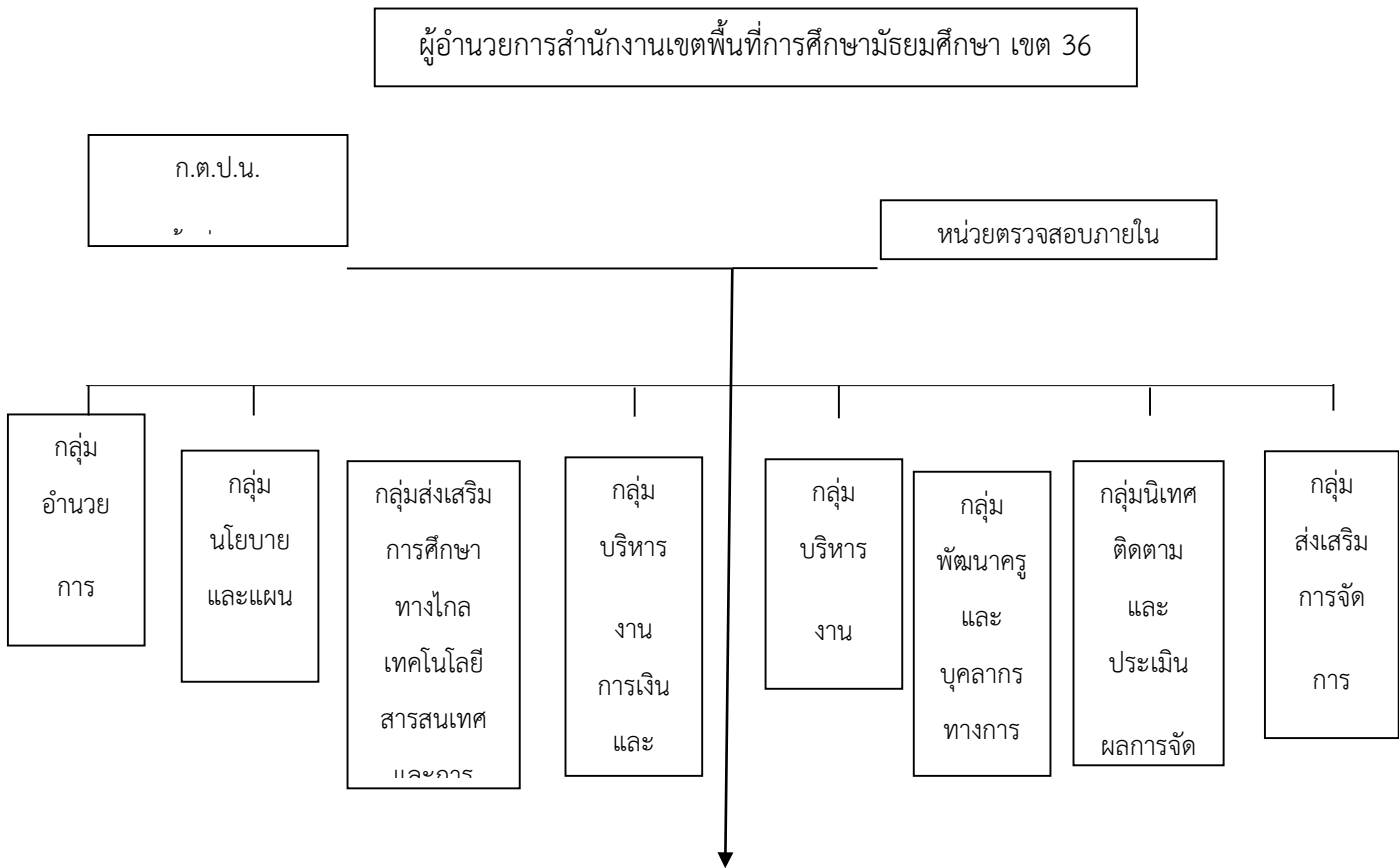 ผู้อำนวยการสำนักงานเขตพื้นที่การศึกษามัธยมศึกษา เขต 36
ก.ต.ป.น.
หน่วยตรวจสอบภายใน
กลุ่ม
อำนวย
การ
กลุ่ม
นโยบาย
และแผน
กลุ่มส่งเสริม
การศึกษา
ทางไกล
เทคโนโลยี
สารสนเทศ
และการ
กลุ่ม
บริหาร
งาน
การเงิน
และ
กลุ่ม
บริหาร
งาน
กลุ่ม
พัฒนาครู
และ
บุคลากร
ทางการ
กลุ่มนิเทศ
ติดตาม
และ
ประเมิน
ผลการจัด
กลุ่ม
ส่งเสริม
การจัด
การ